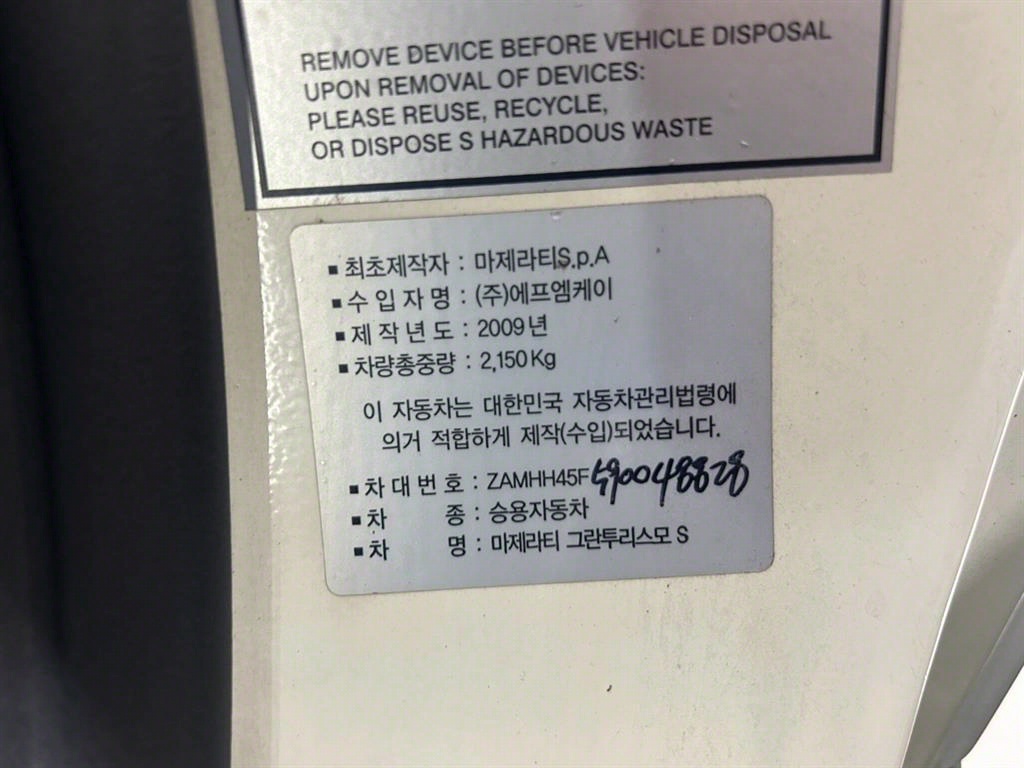 REMOVE DEVICE BEFORE VEHICLE DISPOSAL
UPON REMOVAL OF DEVICES:
PLEASE REUSE, RECYCLE,
OR DISPOSE S HAZARDOUS WASTE
▪ 최초제작자 : 마제라티S.p.A
▪ 수 입 자 명 : (주)에프엠케이
▪ 제 작 년 도 : 2009년
▪ 차량총중량 : 2,150Kg
이 자동차는 대한민국 자동차관리법령에
의거 적합하게 제작(수입)되었습니다.
▪ 차 대 번 호 : ZAMHH45F490048828
▪ 차 종 : 승용자동차
▪ 차 명 : 마제라티 그란투리스모 S